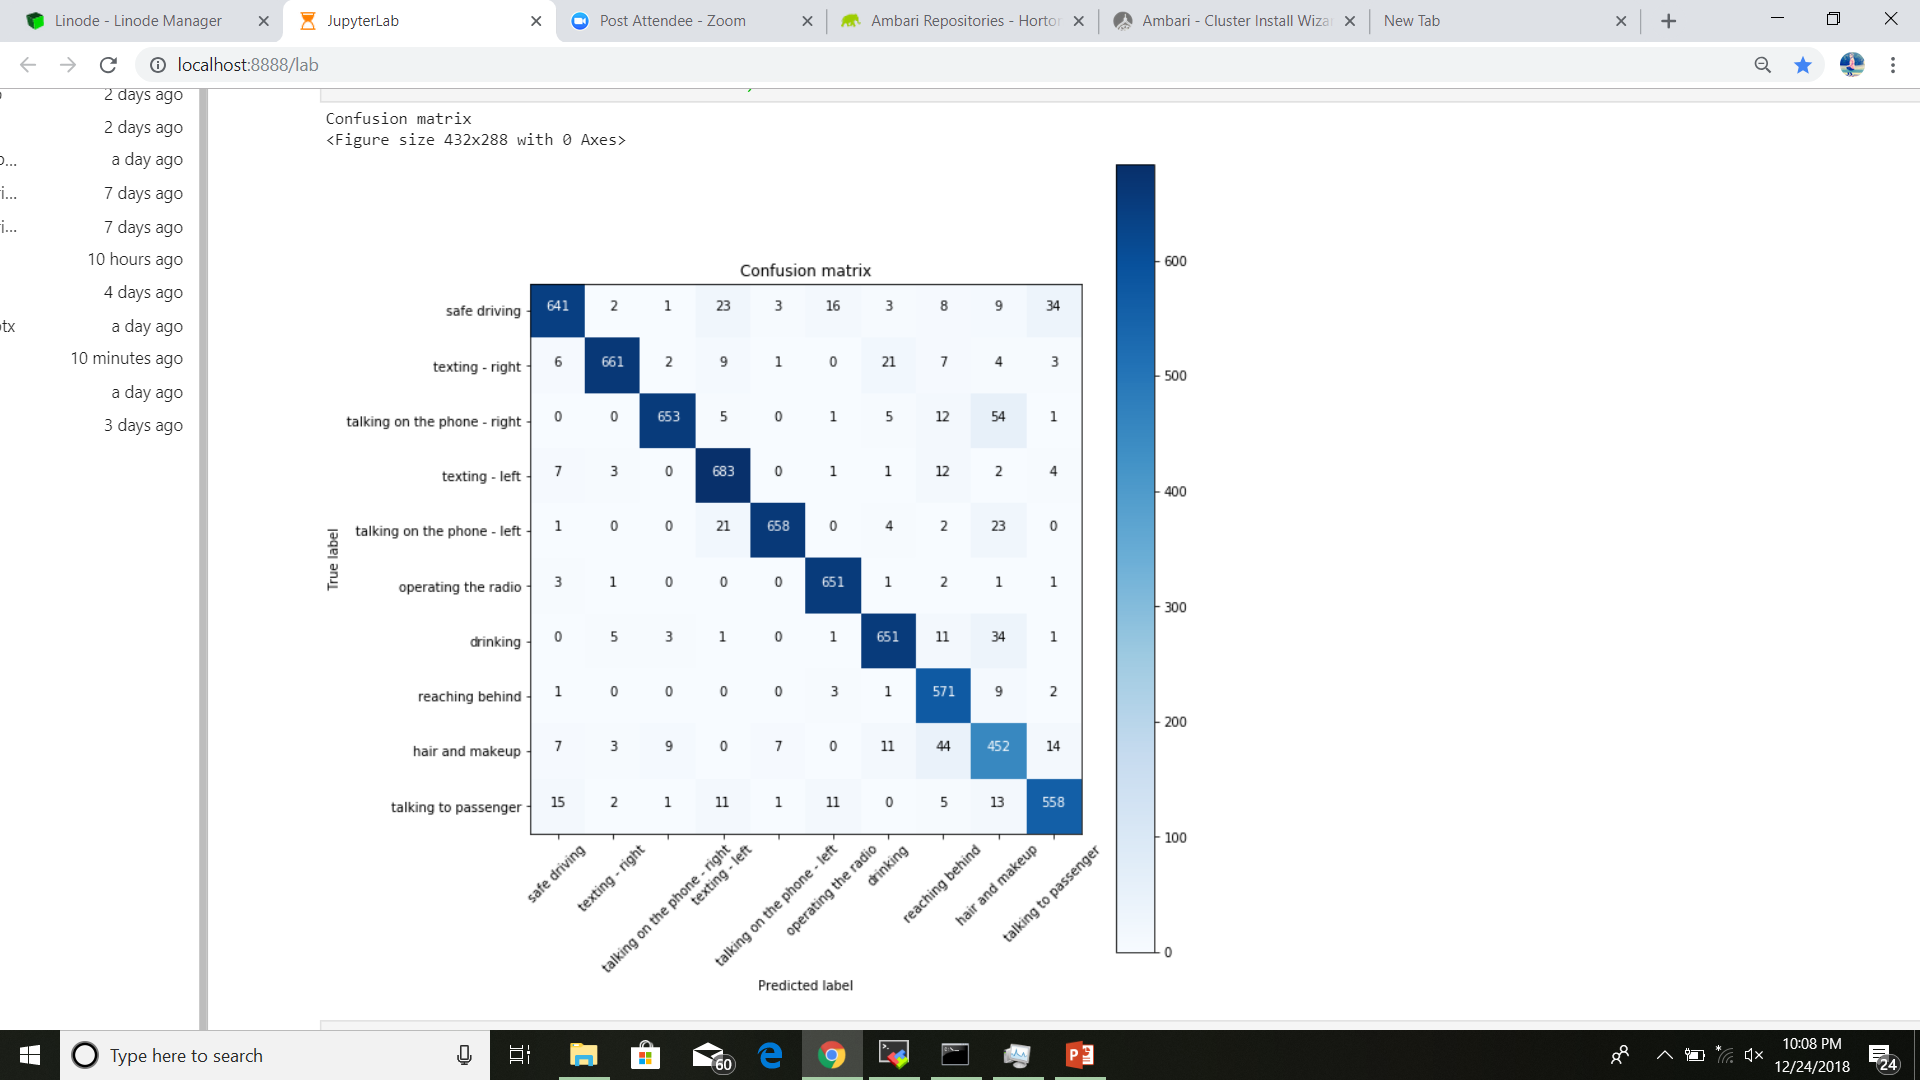 Linode - Linode Manager
JupyterLab
Post Attendee - Zoom
Ambari Repositories - Horton
Ambari - Cluster Install Wiza
New Tab
localhost:8888/lab
2 days ago
2 days ago
a day ago
7 days ago
7 days ago
10 hours ago
4 days ago
a day ago
10 minutes ago
a day ago
3 days ago
Confusion matrix
<Figure size 432x288 with 0 Axes>
Confusion matrix
safe driving 641 2 1 23 3 16 3 8 9 34
texting - right 6 661 2 9 1 0 21 7 4 3
talking on the phone - right 0 0 653 5 0 1 5 12 54 1
texting - left 7 3 0 683 0 1 1 12 2 4
talking on the phone - left 1 0 0 21 658 0 4 2 23 0
operating the radio 3 1 0 0 0 651 1 2 1 1
drinking 0 5 3 1 0 1 651 11 34 1
reaching behind 1 0 0 0 0 3 1 571 9 2
hair and makeup 7 3 9 0 7 0 11 44 452 14
talking to passenger 15 2 1 11 1 11 0 5 13 558
True label
safe driving
texting - right
talking on the phone - right
texting - left
talking on the phone - left
operating the radio
drinking
reaching behind
hair and makeup
talking to passenger
Predicted label
600
500
400
300
200
100
0
Type here to search
60
10:08 PM
12/24/2018
24